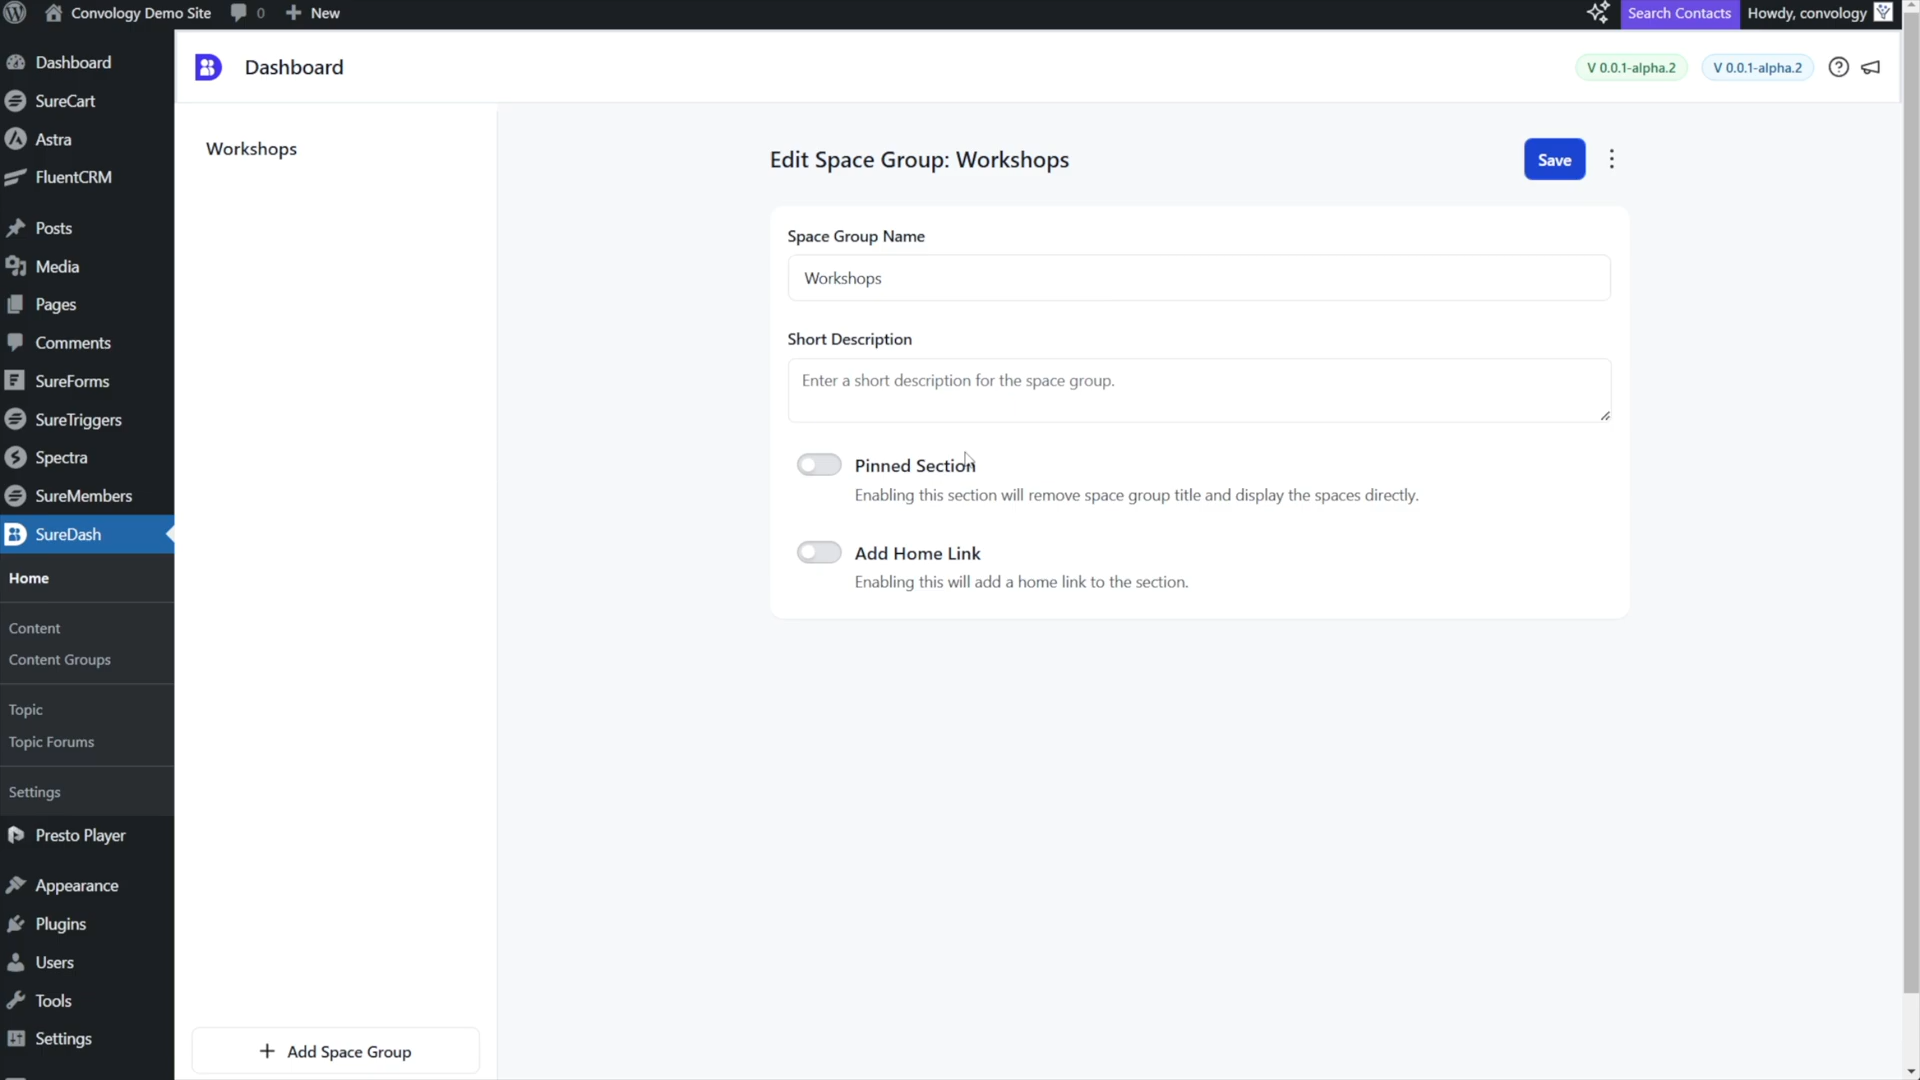 Convology Demo Site
0
New
Search Contacts
Howdy, convology
Dashboard
SureCart
Astra
FluentCRM
Posts
Media
Pages
Comments
SureForms
SureTriggers
Spectra
SureMembers
SureDash
Home
Content
Content Groups
Topic
Topic Forums
Settings
Presto Player
Appearance
Plugins
Users
Tools
Settings
Dashboard
V 0.0.1-alpha.2
V 0.0.1-alpha.2
Workshops
Add Space Group
Edit Space Group: Workshops
Save
Space Group Name
Workshops
Short Description
Enter a short description for the space group.
Pinned Section
Enabling this section will remove space group title and display the spaces directly.
Add Home Link
Enabling this will add a home link to the section.